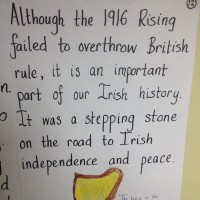 Although the 1916 Rising
failed to overthrow British
rule, it is an important
part of our Irish history.
It was a stepping stone
on the road to Irish
independence and peace.